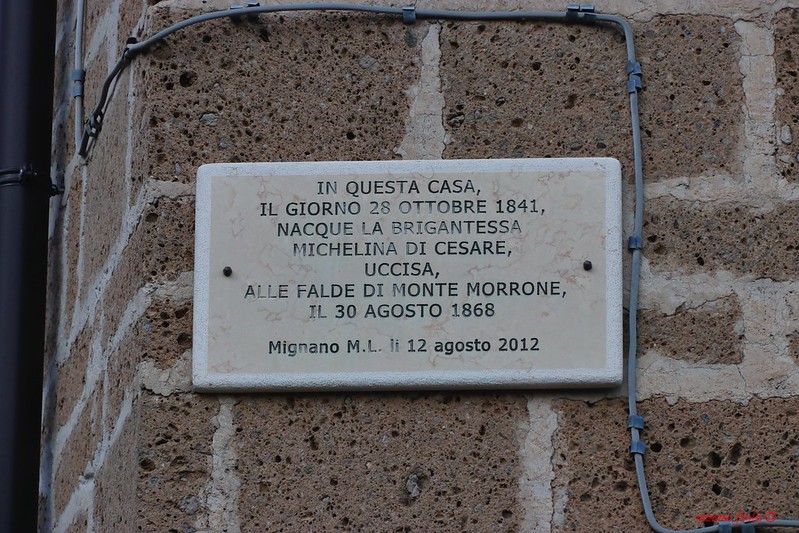 IN QUESTA CASA,
IL GIORNO 28 OTTOBRE 1841,
NACQUE LA BRIGANTESSA
MICHELINA DI CESARE,
UCCISA,
ALLE FALDE DI MONTE MORRONE,
IL 30 AGOSTO 1868
Mignano M.L. lì 12 agosto 2012